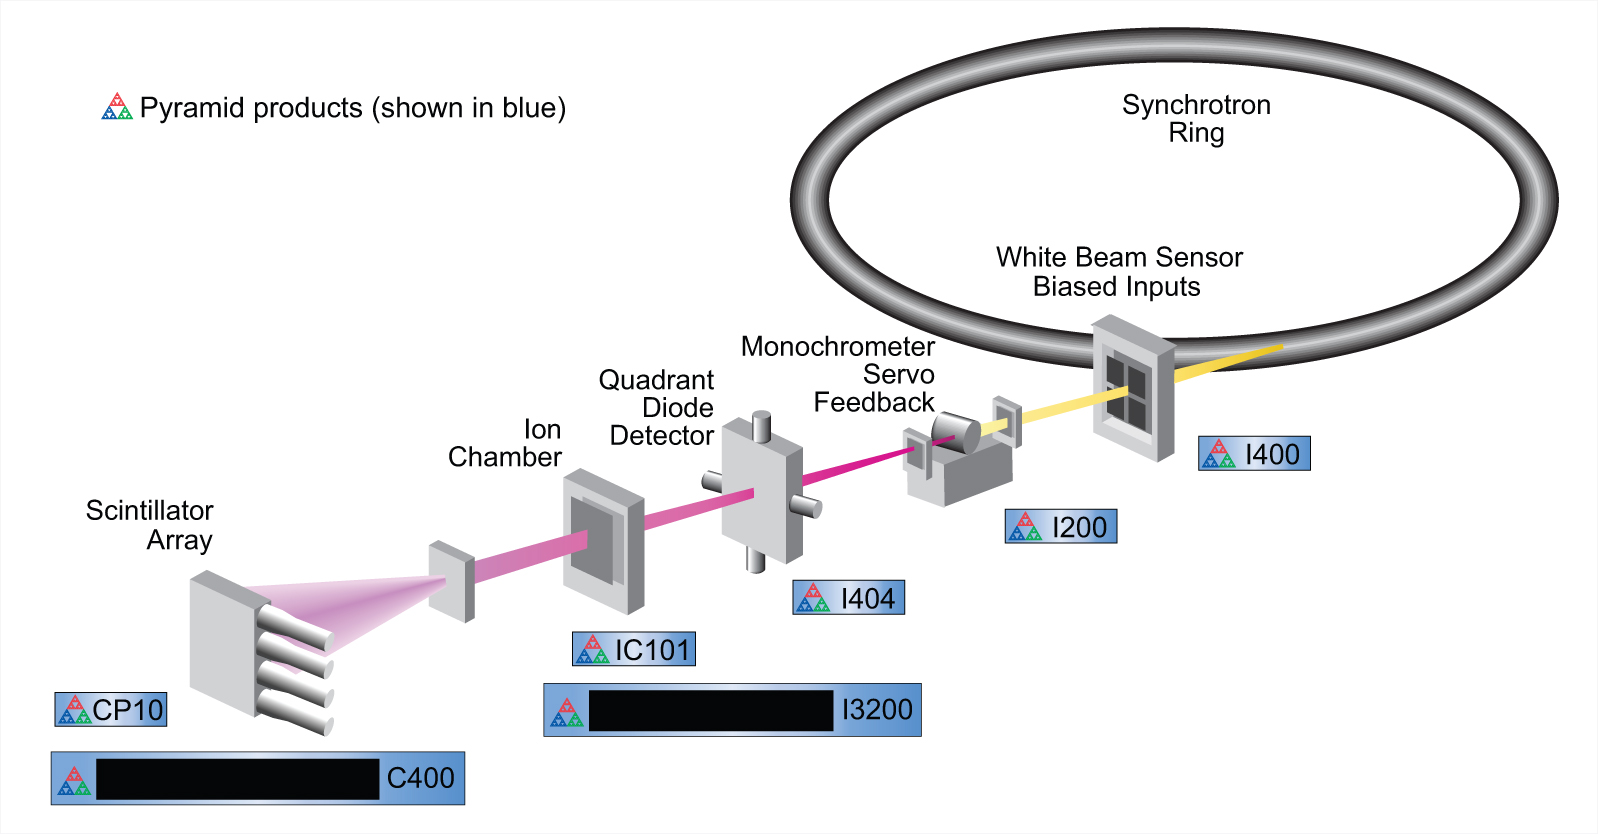 Pyramid products (shown in blue)
Synchrotron
Ring
White Beam Sensor
Biased Inputs
Monochrometer
Servo
Feedback
Quadrant
Diode
Detector
Ion
Chamber
Scintillator
Array
I400
I200
I404
IC101
I3200
CP10
C400